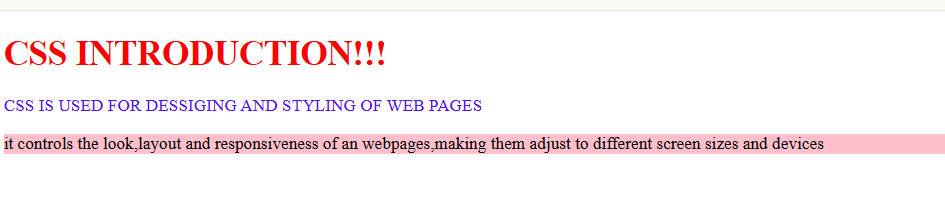 CSS INTRODUCTION!!!
CSS IS USED FOR DESSIGING AND STYLING OF WEB PAGES
it controls the look,layout and responsiveness of an webpages,making them adjust to different screen sizes and devices